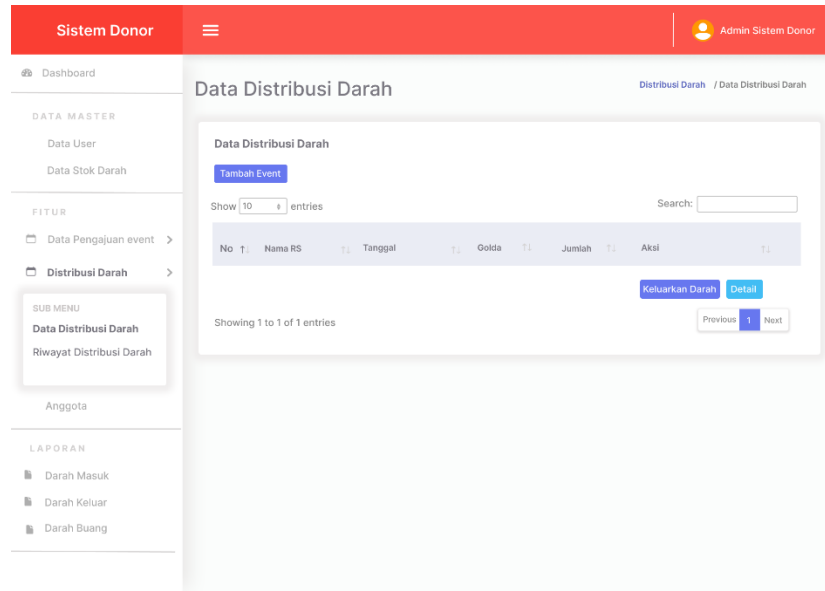 Sistem Donor
Admin Sistem Donor
Dashboard
DATA MASTER
Data User
Data Stok Darah
FITUR
Data Pengajuan event
Distribusi Darah
SUB MENU
Data Distribusi Darah
Riwayat Distribusi Darah
Anggota
LAPORAN
Darah Masuk
Darah Keluar
Darah Buang
Data Distribusi Darah
Distribusi Darah / Data Distribusi Darah
Data Distribusi Darah
Tambah Event
Show 10 entries
Search:
No Nama RS Tanggal Golda Jumlah Aksi
Keluarkan Darah Detail
Showing 1 to 1 of 1 entries
Previous 1 Next